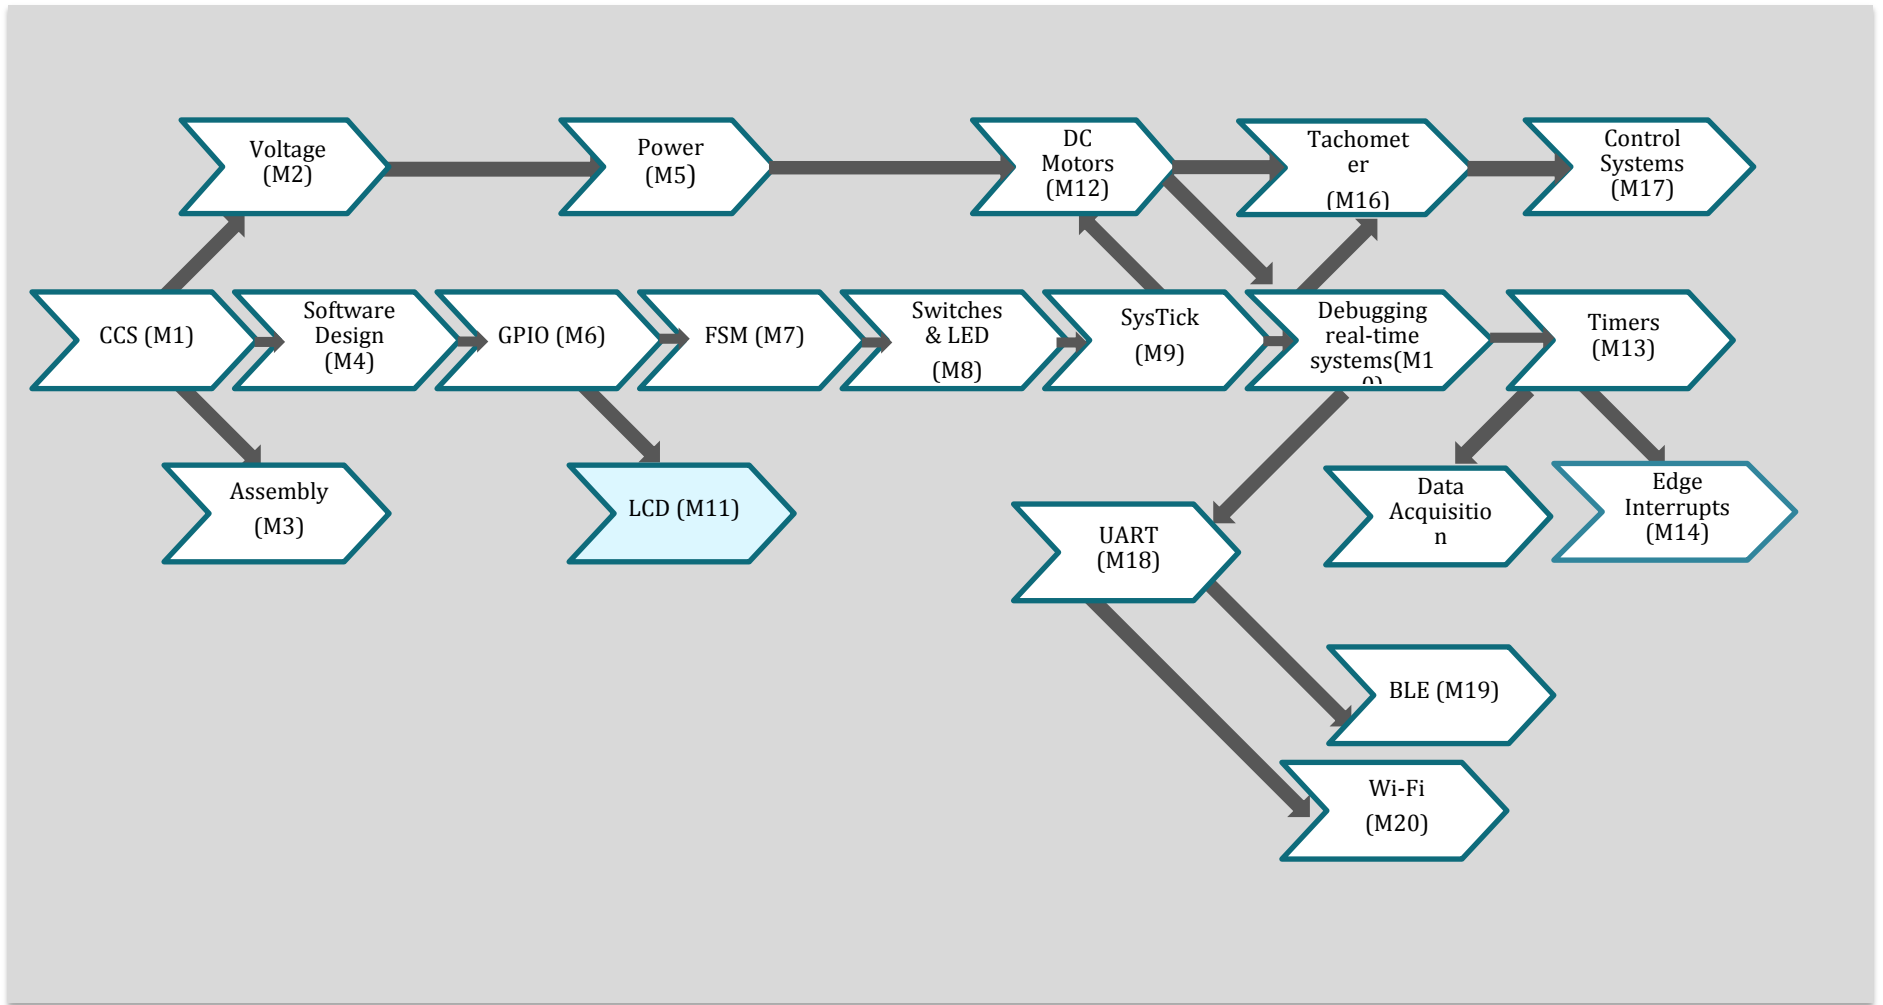 Voltage
(M2)
Power
(M5)
DC
Motors
(M12)
Tachomet
er
(M16)
Control
Systems
(M17)
CCS (M1)
Software
Design
(M4)
GPIO (M6)
FSM (M7)
Switches
& LED
(M8)
SysTick
(M9)
Debugging
real-time
systems(M1
0)
Timers
(M13)
Assembly
(M3)
LCD (M11)
UART
(M18)
Data
Acquisitio
n
Edge
Interrupts
(M14)
BLE (M19)
Wi-Fi
(M20)